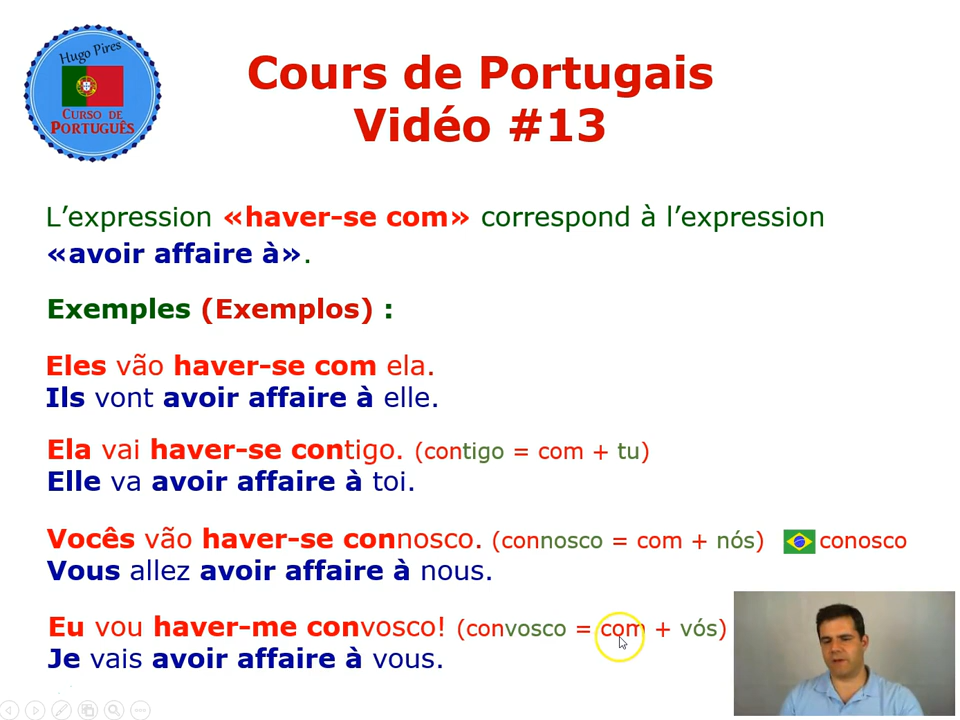 Hugo Pires
CURSO DE
PORTUGUÊS
Cours de Portugais
Vidéo #13
L’expression «haver-se com» correspond à l’expression
«avoir affaire à».
Exemples (Exemplos) :
Eles vão haver-se com ela.
Ils vont avoir affaire à elle.
Ela vai haver-se contigo. (contigo = com + tu)
Elle va avoir affaire à toi.
Vocês vão haver-se connosco. (connosco = com + nós) conosco
Vous allez avoir affaire à nous.
Eu vou haver-me convosco! (convosco = com + vós)
Je vais avoir affaire à vous.